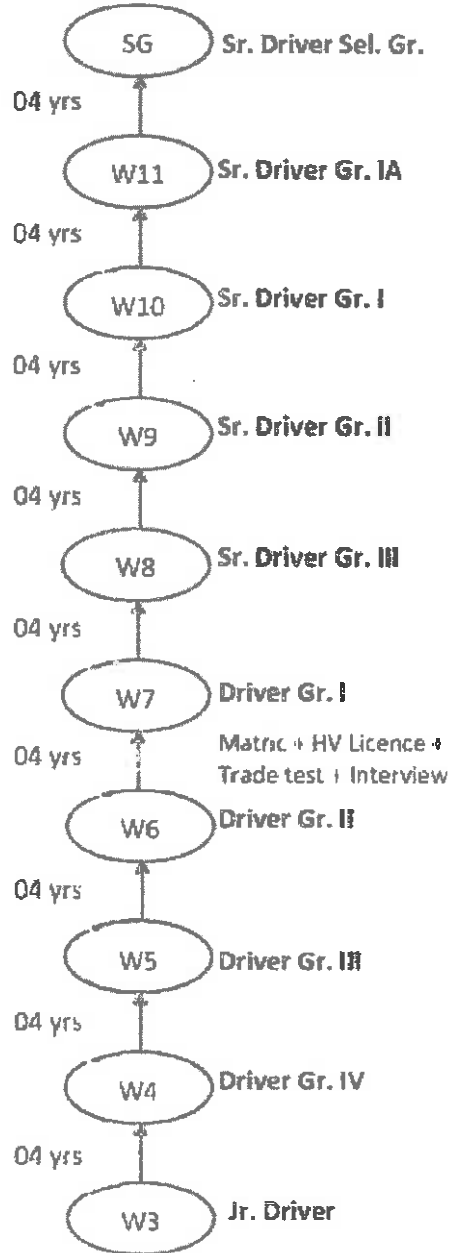 SG Sr. Driver Sel. Gr.
04 yrs
W11 Sr. Driver Gr. IA
04 yrs
W10 Sr. Driver Gr. I
04 yrs
W9 Sr. Driver Gr. II
04 yrs
W8 Sr. Driver Gr. III
04 yrs
W7 Driver Gr. I
04 yrs
Matric + HV Licence +
Trade test + Interview
W6 Driver Gr. II
04 yrs
W5 Driver Gr. III
04 yrs
W4 Driver Gr. IV
04 yrs
W3 Jr. Driver